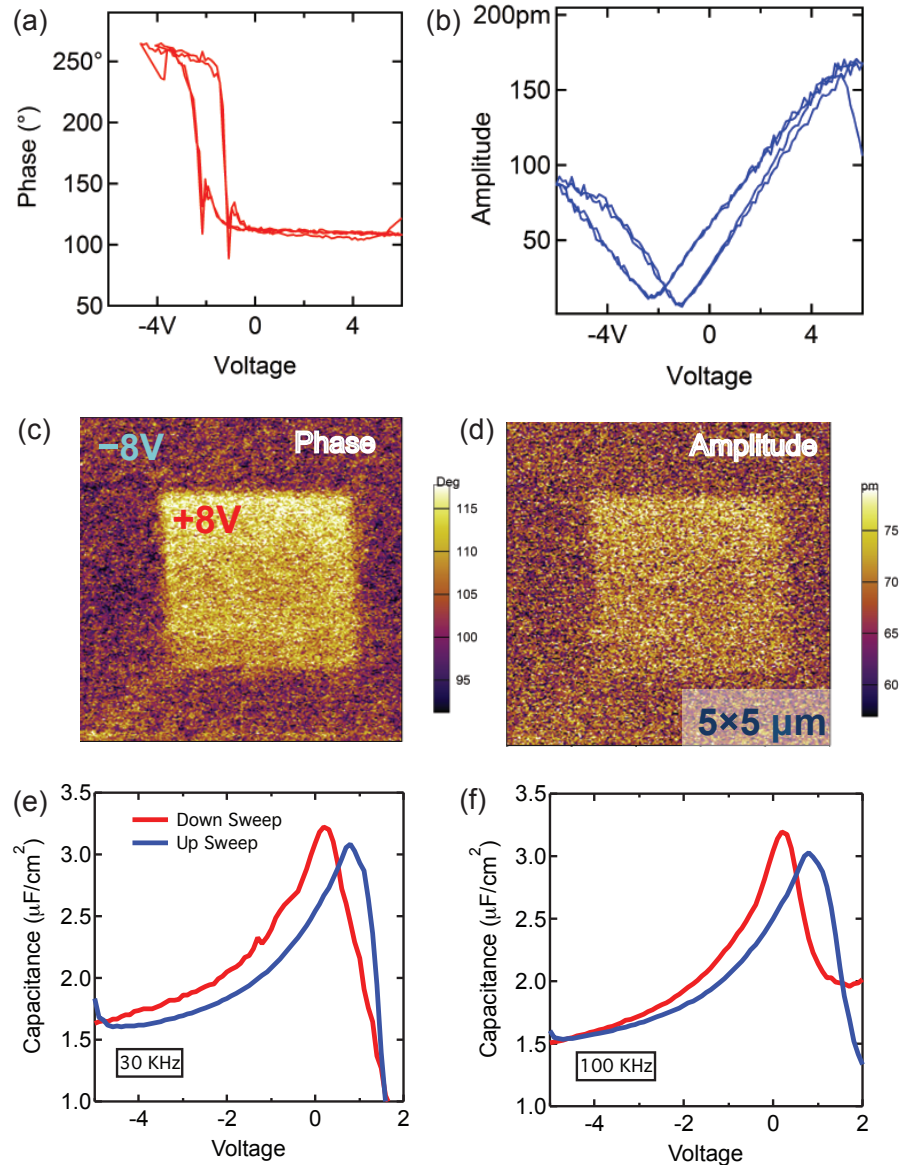 (a)
250°
200
150
100
50
Phase (°)
-4V
0
4
Voltage
(b)
200pm
150
100
50
Amplitude
-4V
0
4
Voltage
(c)
−8V
Phase
+8V
Deg
115
110
105
100
95
(d)
Amplitude
5×5 µm
pm
75
70
65
60
(e)
3.5
3.0
2.5
2.0
1.5
1.0
Capacitance (µF/cm²)
Down Sweep
Up Sweep
30 KHz
-4
-2
0
2
Voltage
(f)
3.5
3.0
2.5
2.0
1.5
1.0
Capacitance (µF/cm²)
100 KHz
-4
-2
0
2
Voltage